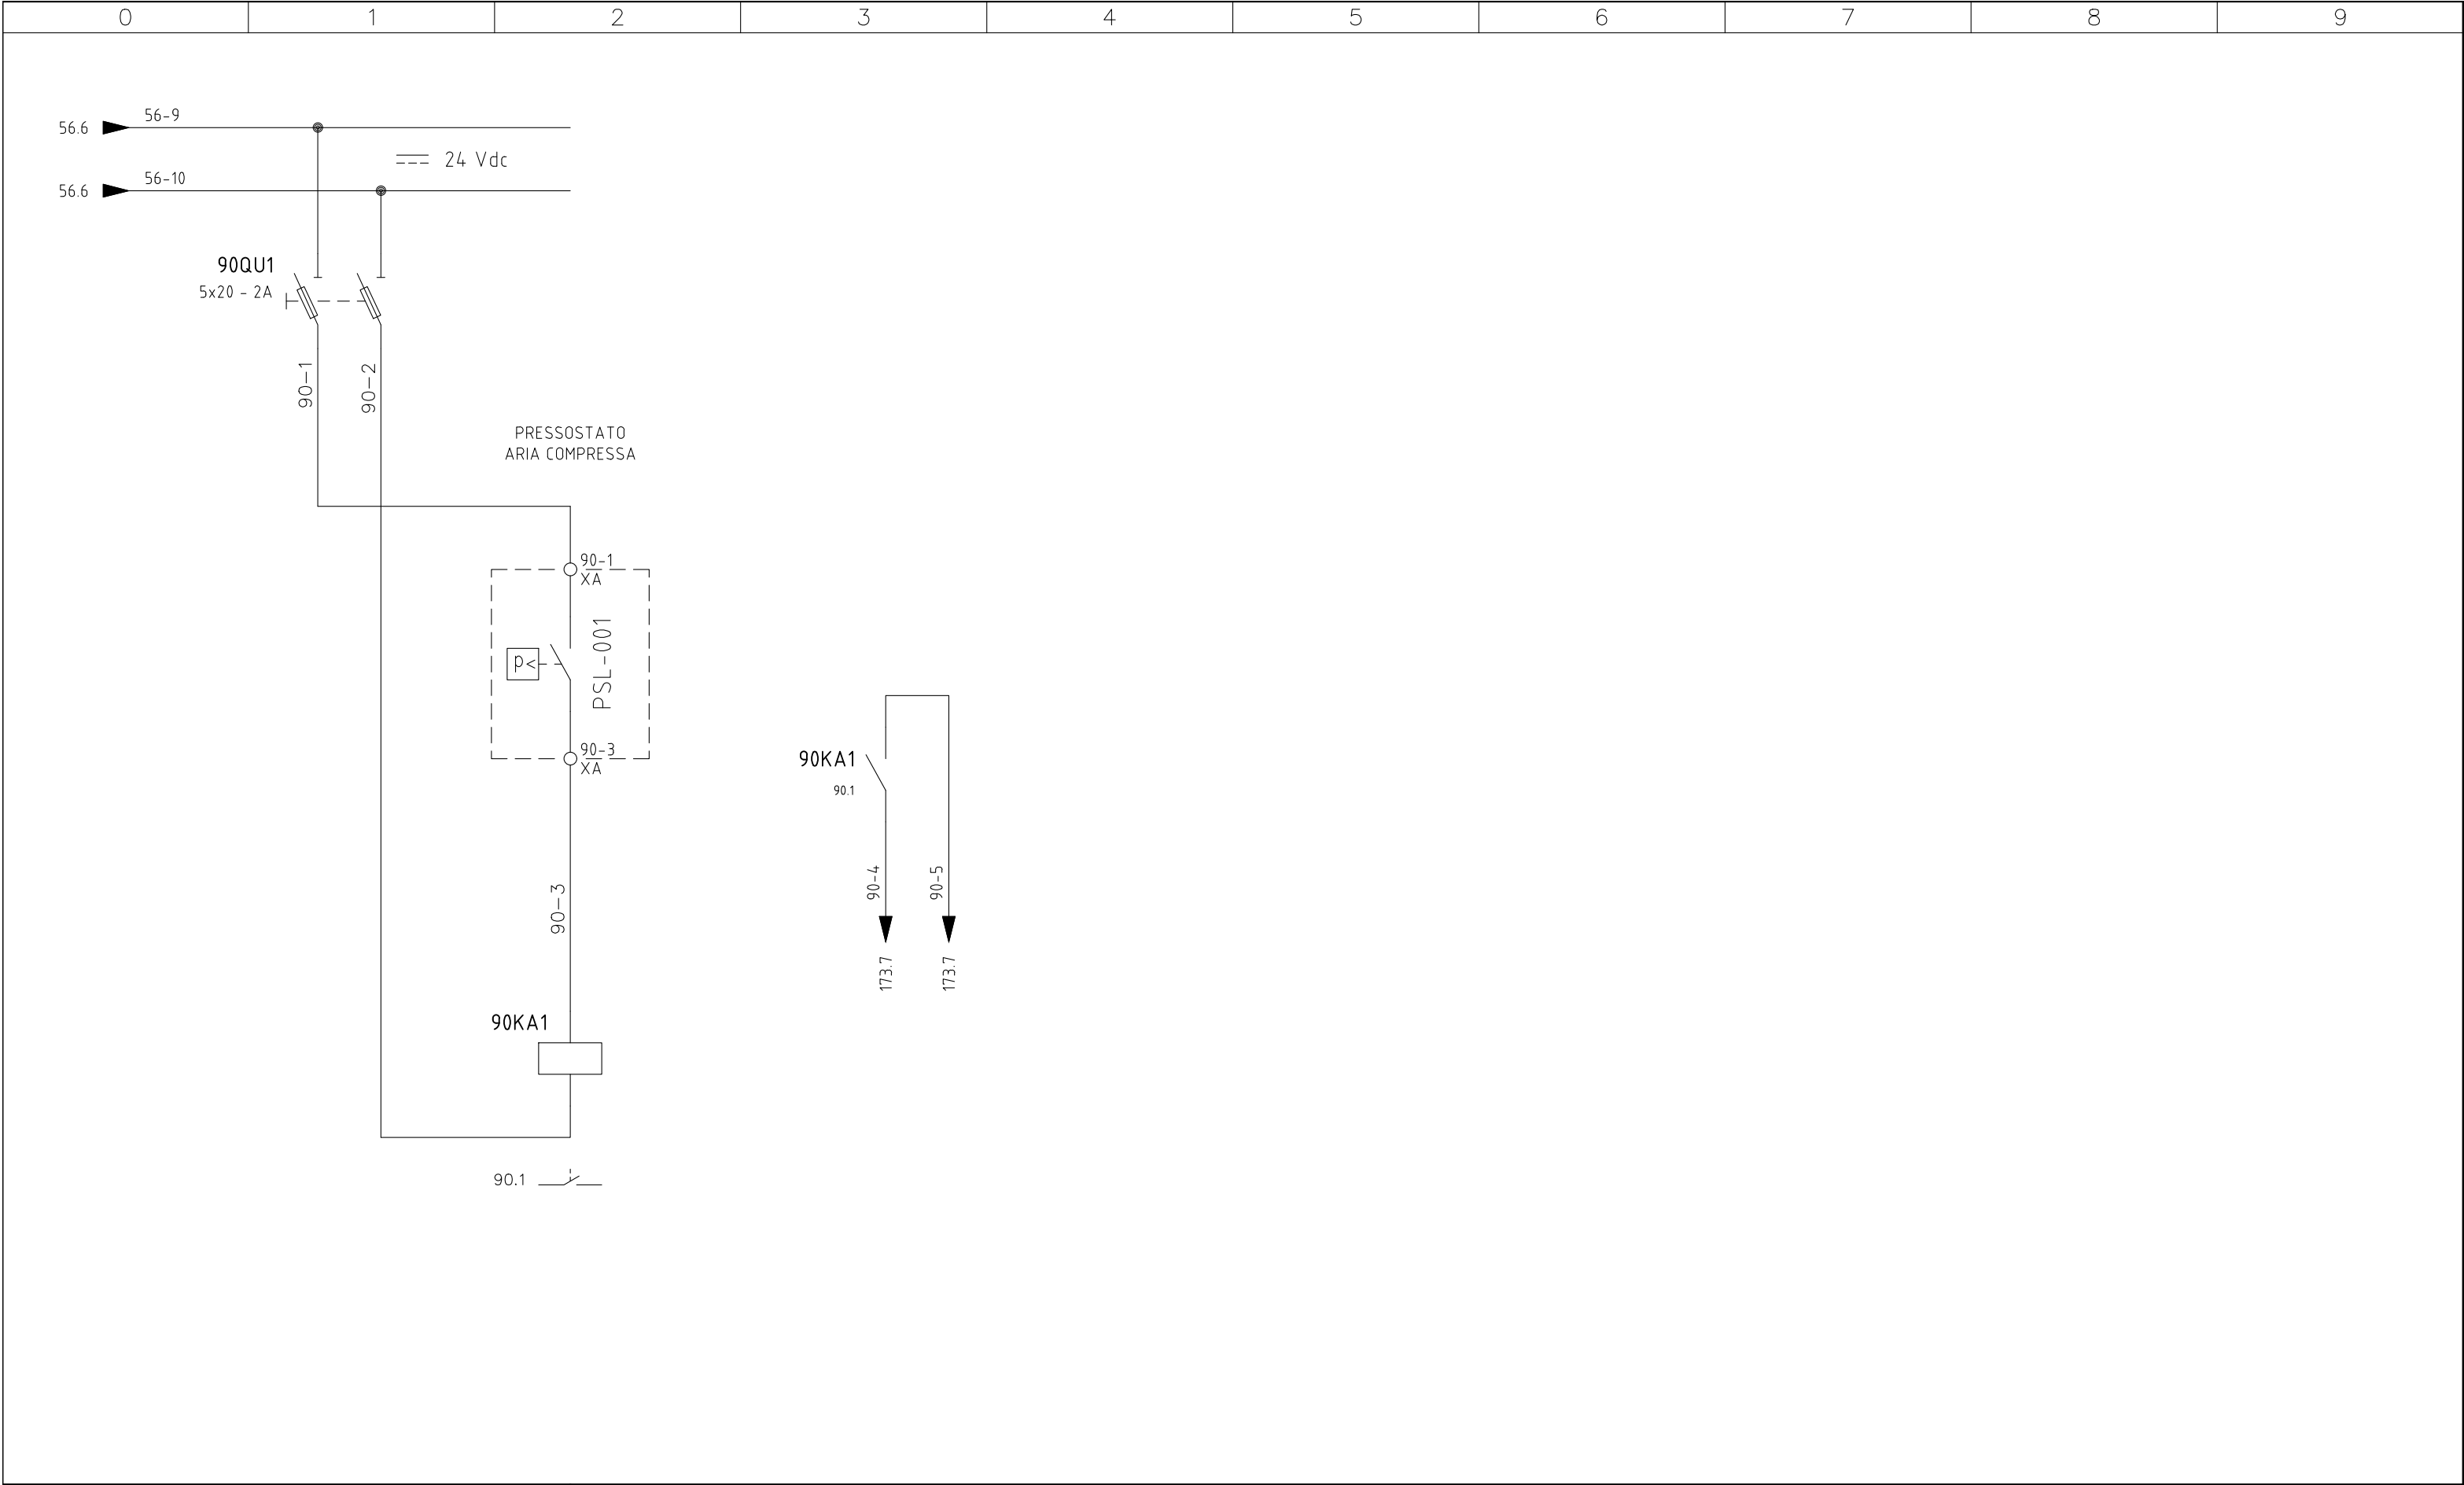 0 1 2 3 4 5 6 7 8 9
56.6 56-9
24 Vdc
56.6 56-10
90QU1
5x20 - 2A
90-1
90-2
PRESSOSTATO
ARIA COMPRESSA
90-1
XA
p<
PSL-001
90-3
XA
90-3
90KA1
90.1
90KA1
90.1
90-4
90-5
173.7
173.7